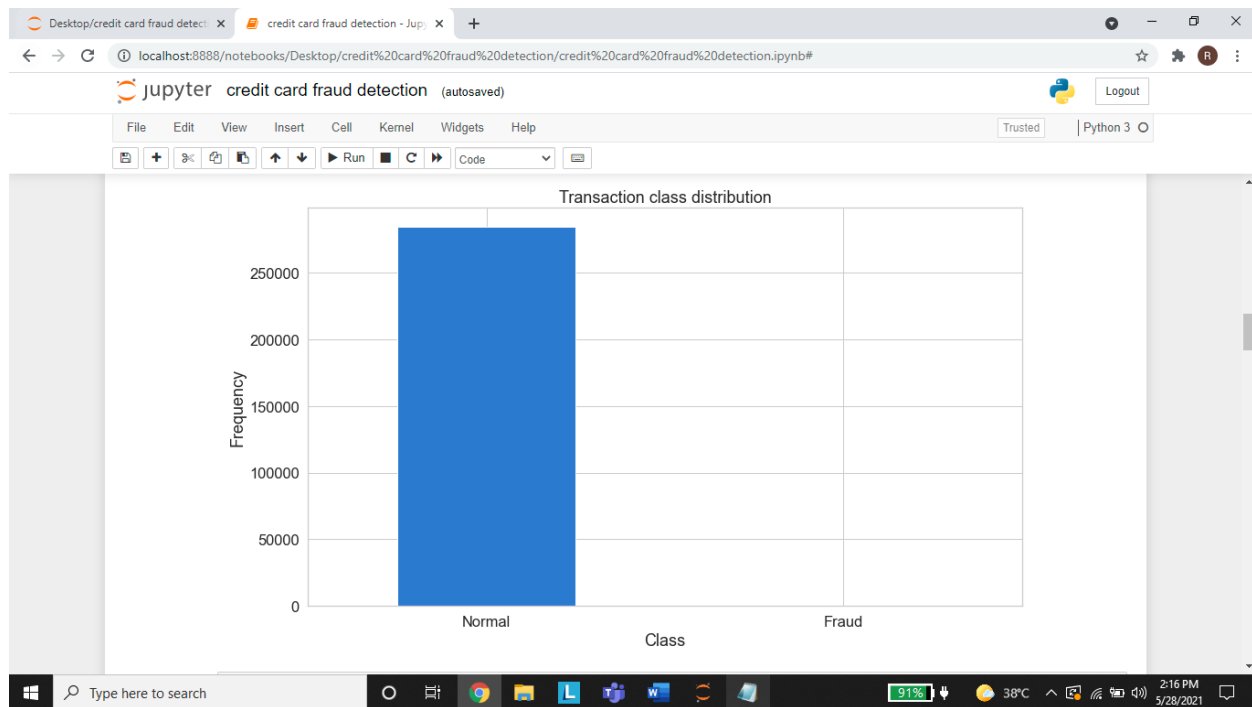 Desktop/credit card fraud detect
credit card fraud detection - Jup
localhost:8888/notebooks/Desktop/credit%20card%20fraud%20detection/credit%20card%20fraud%20detection.ipynb#
R
jupyter credit card fraud detection (autosaved)
Logout
File Edit View Insert Cell Kernel Widgets Help
Trusted
Python 3
Run
Code
Transaction class distribution
250000
200000
150000
100000
50000
0
Frequency
Normal
Fraud
Class
Type here to search
L
91%
38°C
2:16 PM
5/28/2021